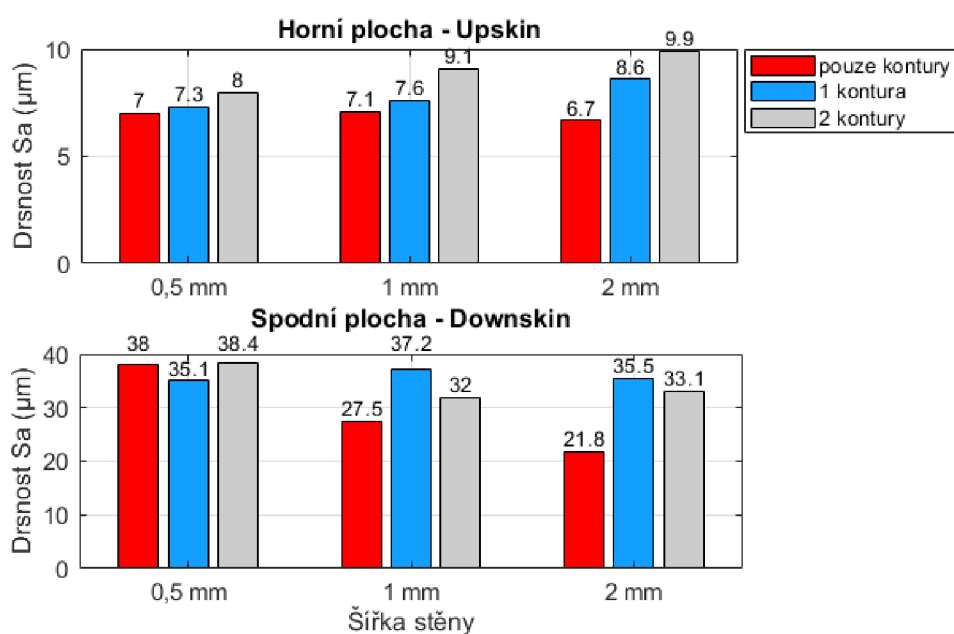 Horní plocha - Upskin
Drsnost Sa (µm)
10
5
0
7
7.3
8
7.1
7.6
9.1
6.7
8.6
9.9
0,5 mm
1 mm
2 mm
pouze kontury
1 kontura
2 kontury
Spodní plocha - Downskin
Drsnost Sa (µm)
40
30
20
10
0
38
35.1
38.4
27.5
37.2
32
21.8
35.5
33.1
0,5 mm
1 mm
2 mm
Šířka stěny